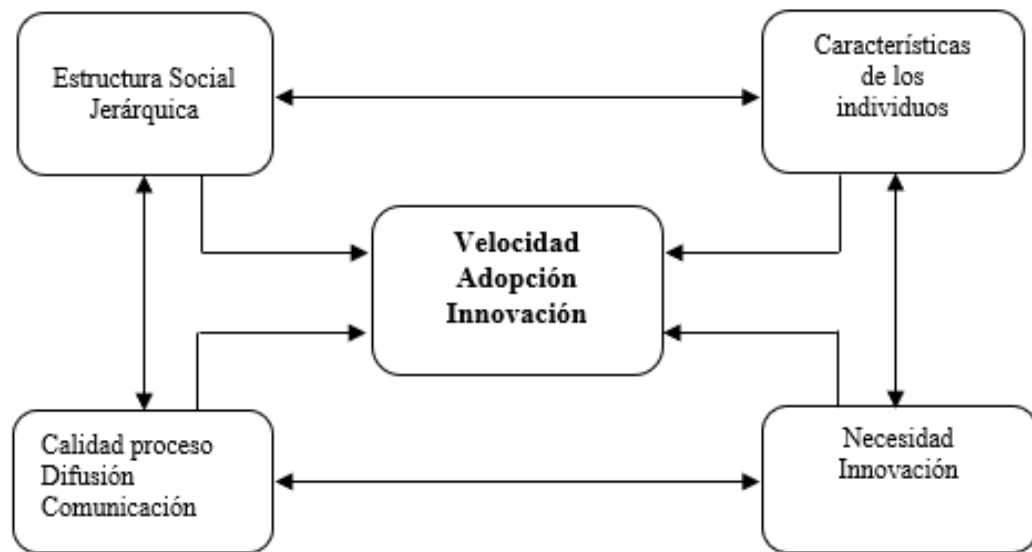 Estructura Social
Jerárquica
Características
de los
individuos
Velocidad
Adopción
Innovación
Calidad proceso
Difusión
Comunicación
Necesidad
Innovación